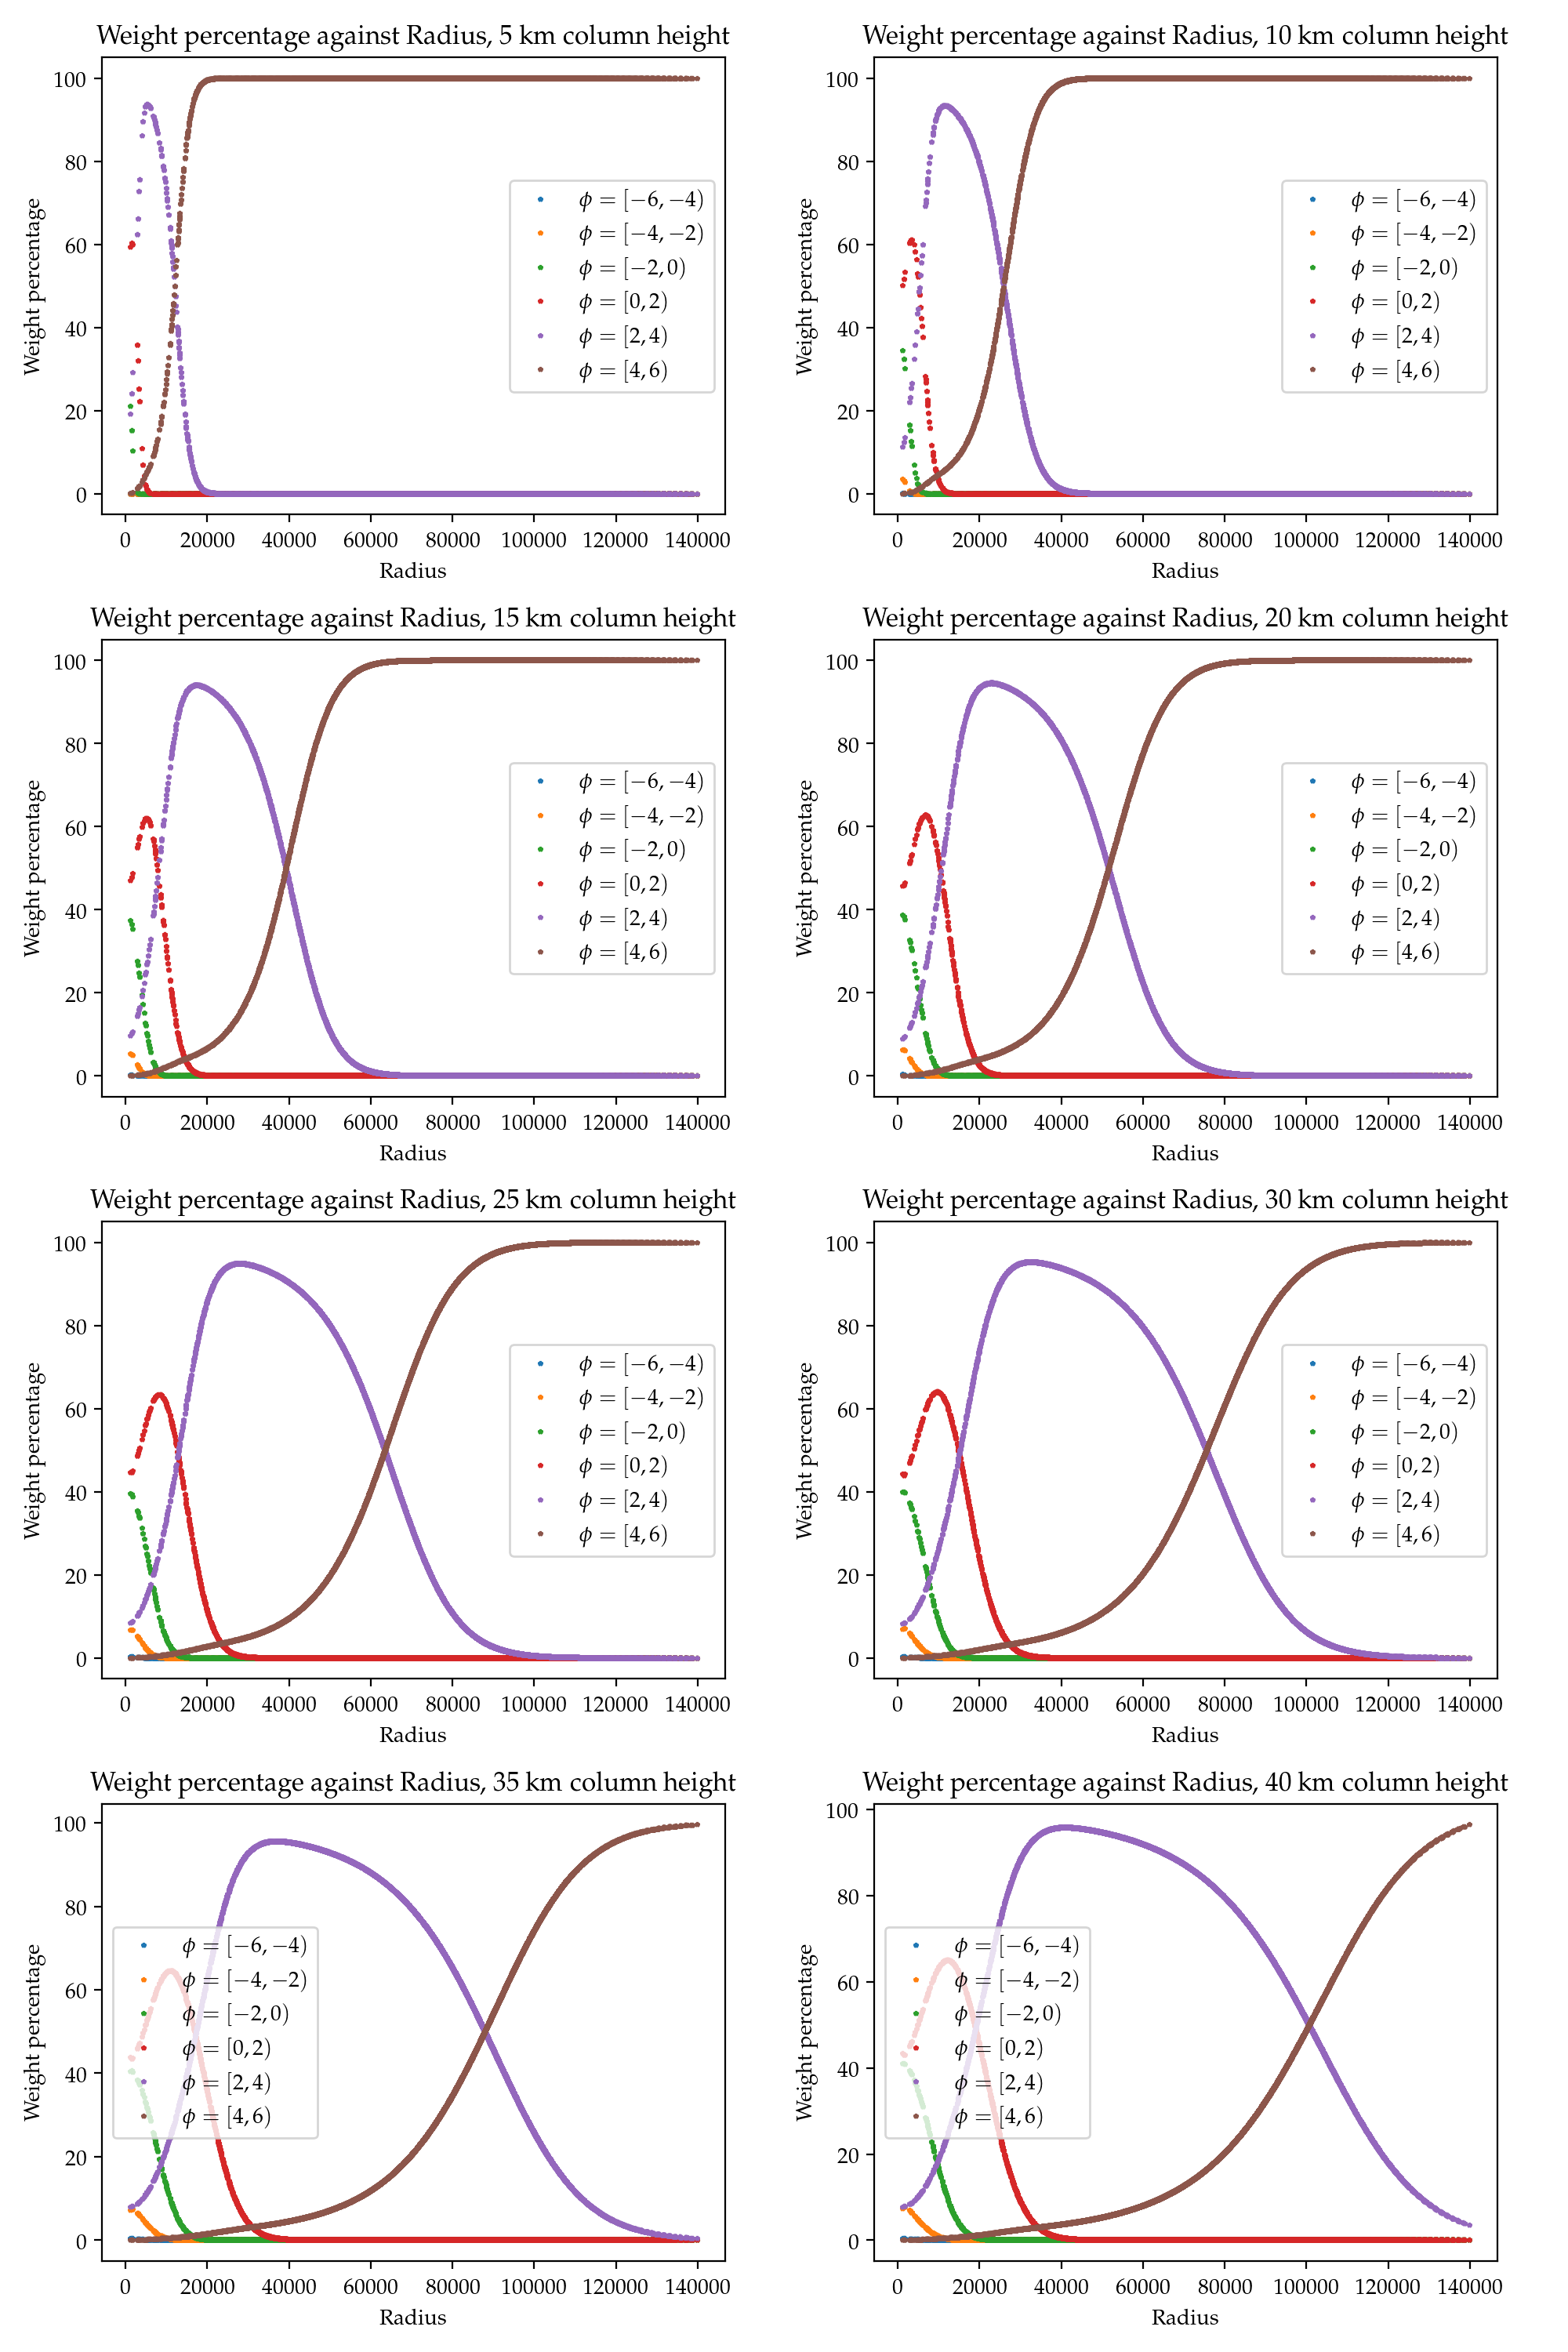 Weight percentage against Radius, 5 km column height
Weight percentage
100
80
60
40
20
0
ϕ = [−6, −4)
ϕ = [−4, −2)
ϕ = [−2, 0)
ϕ = [0, 2)
ϕ = [2, 4)
ϕ = [4, 6)
0 20000 40000 60000 80000 100000 120000 140000
Radius
Weight percentage against Radius, 10 km column height
Weight percentage
100
80
60
40
20
0
ϕ = [−6, −4)
ϕ = [−4, −2)
ϕ = [−2, 0)
ϕ = [0, 2)
ϕ = [2, 4)
ϕ = [4, 6)
0 20000 40000 60000 80000 100000 120000 140000
Radius
Weight percentage against Radius, 15 km column height
Weight percentage
100
80
60
40
20
0
ϕ = [−6, −4)
ϕ = [−4, −2)
ϕ = [−2, 0)
ϕ = [0, 2)
ϕ = [2, 4)
ϕ = [4, 6)
0 20000 40000 60000 80000 100000 120000 140000
Radius
Weight percentage against Radius, 20 km column height
Weight percentage
100
80
60
40
20
0
ϕ = [−6, −4)
ϕ = [−4, −2)
ϕ = [−2, 0)
ϕ = [0, 2)
ϕ = [2, 4)
ϕ = [4, 6)
0 20000 40000 60000 80000 100000 120000 140000
Radius
Weight percentage against Radius, 25 km column height
Weight percentage
100
80
60
40
20
0
ϕ = [−6, −4)
ϕ = [−4, −2)
ϕ = [−2, 0)
ϕ = [0, 2)
ϕ = [2, 4)
ϕ = [4, 6)
0 20000 40000 60000 80000 100000 120000 140000
Radius
Weight percentage against Radius, 30 km column height
Weight percentage
100
80
60
40
20
0
ϕ = [−6, −4)
ϕ = [−4, −2)
ϕ = [−2, 0)
ϕ = [0, 2)
ϕ = [2, 4)
ϕ = [4, 6)
0 20000 40000 60000 80000 100000 120000 140000
Radius
Weight percentage against Radius, 35 km column height
Weight percentage
100
80
60
40
20
0
ϕ = [−6, −4)
ϕ = [−4, −2)
ϕ = [−2, 0)
ϕ = [0, 2)
ϕ = [2, 4)
ϕ = [4, 6)
0 20000 40000 60000 80000 100000 120000 140000
Radius
Weight percentage against Radius, 40 km column height
Weight percentage
100
80
60
40
20
0
ϕ = [−6, −4)
ϕ = [−4, −2)
ϕ = [−2, 0)
ϕ = [0, 2)
ϕ = [2, 4)
ϕ = [4, 6)
0 20000 40000 60000 80000 100000 120000 140000
Radius